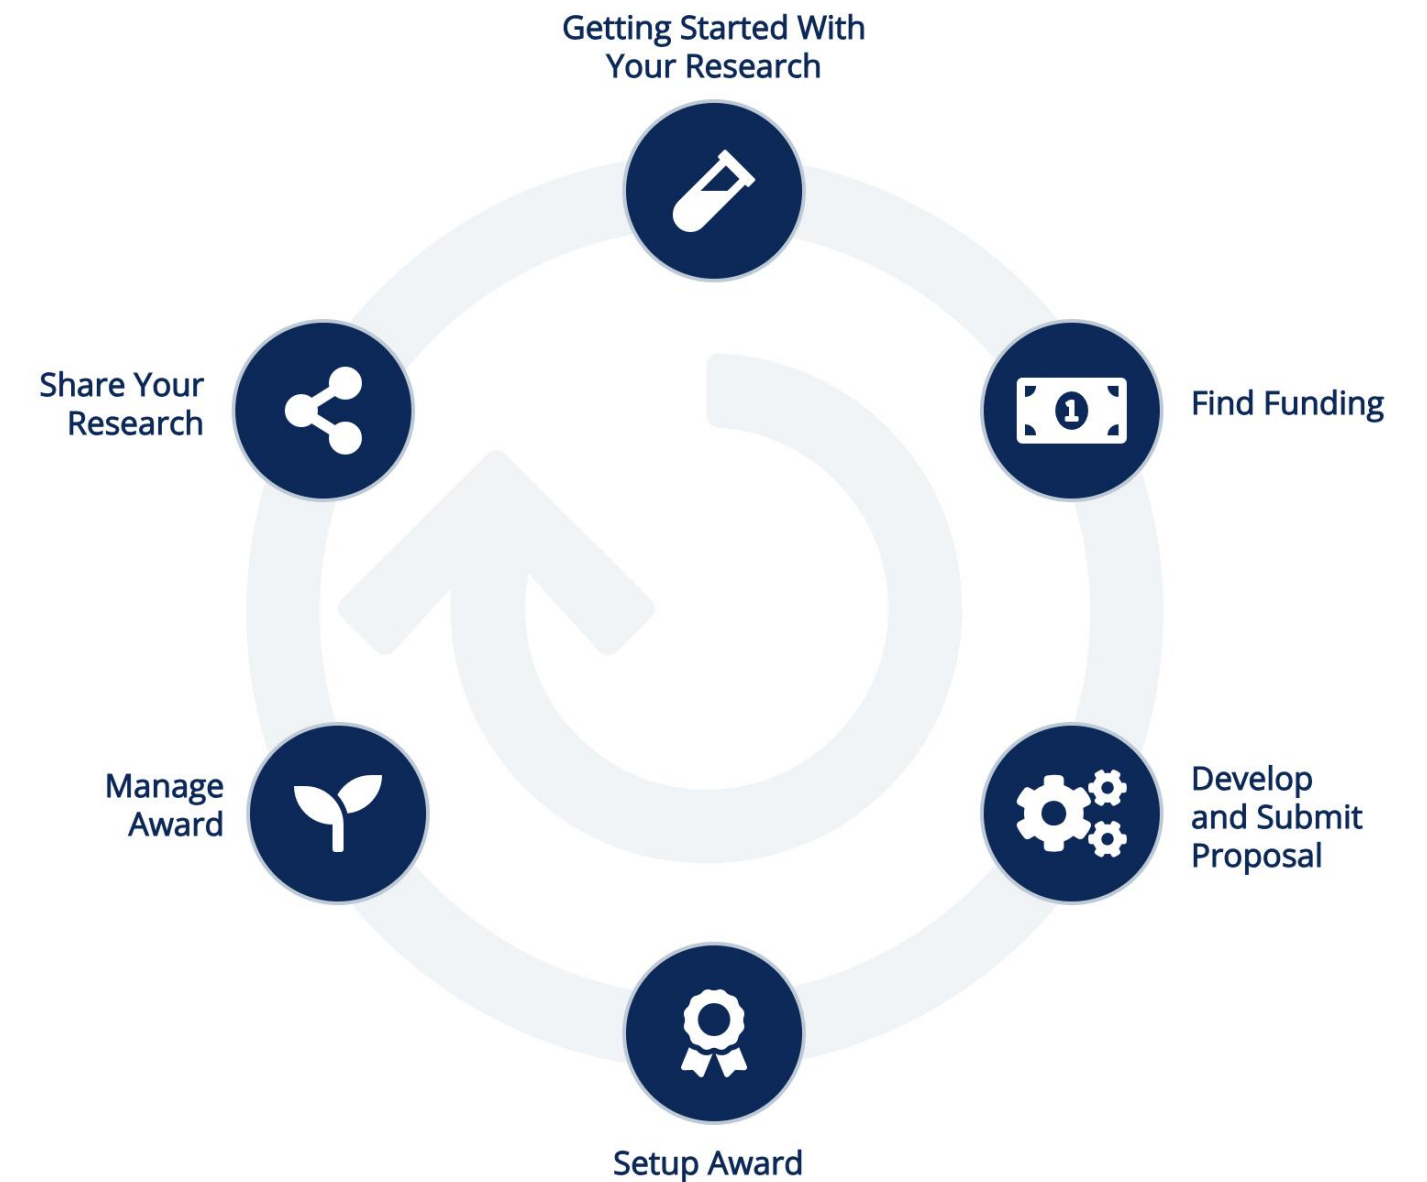 Getting Started With
Your Research
Find Funding
1
Develop
and Submit
Proposal
Setup Award
Manage
Award
Share Your
Research